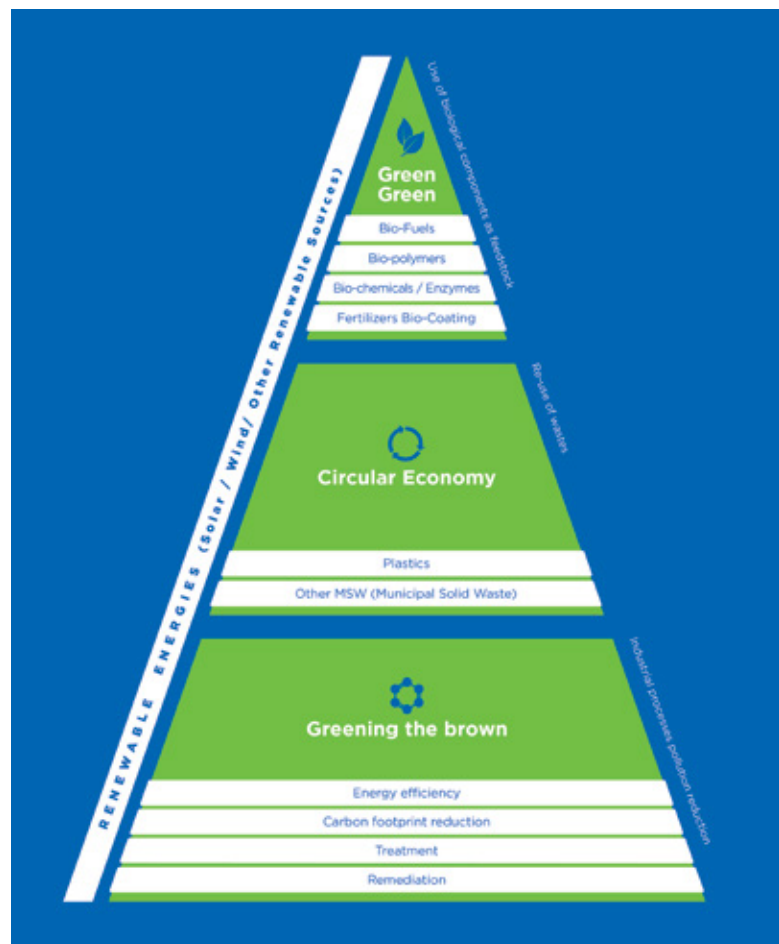 RENEWABLE ENERGIES (Solar / Wind/ Other Renewable Sources)
Use of biological components as feedstock
Green
Green
Bio-Fuels
Bio-polymers
Bio-chemicals / Enzymes
Fertilizers Bio-Coating
Re-use of wastes
Circular Economy
Plastics
Other MSW (Municipal Solid Waste)
Industrial processes pollution reduction
Greening the brown
Energy efficiency
Carbon footprint reduction
Treatment
Remediation